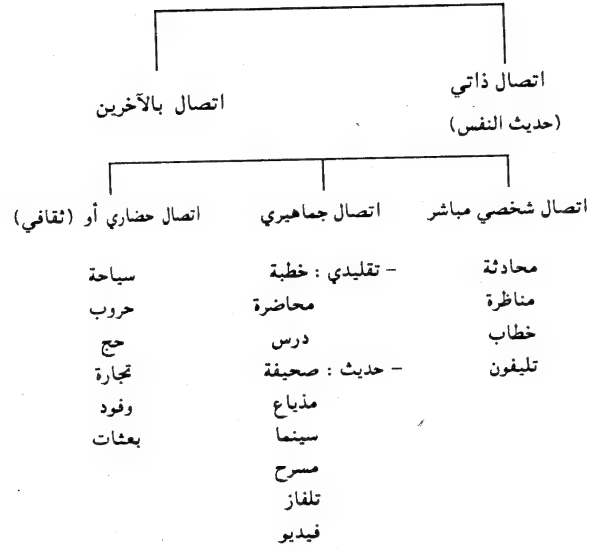 اتصال ذاتي
(حديث النفس)
اتصال بالآخرين
اتصال شخصي مباشر
محادثة
مناظرة
خطاب
تليفون
اتصال جماهيري
- تقليدي : خطبة
محاضرة
درس
- حديث : صحيفة
مذياع
سينما
مسرح
تلفاز
فيديو
اتصال حضاري أو (ثقافي)
سياحة
حروب
حج
تجارة
وفود
بعثات